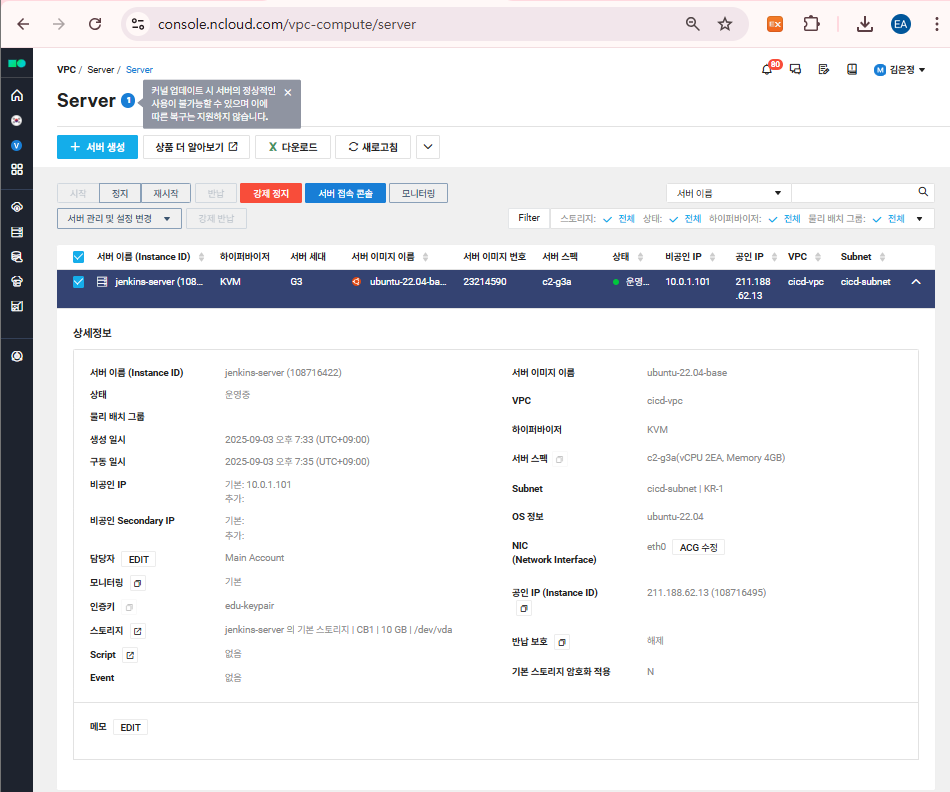 console.ncloud.com/vpc-compute/server
EX
EA
VPC / Server / Server
80
M 김은정
Server 1
커널 업데이트 시 서버의 정상적인
사용이 불가능할 수 있으며 이에
따른 복구는 지원하지 않습니다.
V
+ 서버 생성
상품 더 알아보기
X 다운로드
새로고침
시작 정지 재시작 반납 강제 정지 서버 접속 콘솔 모니터링
서버 이름
서버 관리 및 설정 변경 강제 반납
Filter 스토리지: 전체 상태: 전체 하이퍼바이저: 전체 물리 배치 그룹: 전체
서버 이름 (Instance ID) 하이퍼바이저 서버 세대 서버 이미지 이름 서버 이미지 번호 서버 스펙 상태 비공인 IP 공인 IP VPC Subnet
jenkins-server (108... KVM G3 ubuntu-22.04-ba... 23214590 c2-g3a 운영... 10.0.1.101 211.188 cicd-vpc cicd-subnet
.62.13
상세정보
서버 이름 (Instance ID) jenkins-server (108716422)
상태 운영중
물리 배치 그룹
생성 일시 2025-09-03 오후 7:33 (UTC+09:00)
구동 일시 2025-09-03 오후 7:35 (UTC+09:00)
비공인 IP 기본: 10.0.1.101
추가:
비공인 Secondary IP 기본:
추가:
담당자 EDIT Main Account
모니터링 기본
인증키 edu-keypair
스토리지 jenkins-server 의 기본 스토리지 | CB1 | 10 GB | /dev/vda
Script 없음
Event 없음
서버 이미지 이름 ubuntu-22.04-base
VPC cicd-vpc
하이퍼바이저 KVM
서버 스펙 c2-g3a(vCPU 2EA, Memory 4GB)
Subnet cicd-subnet | KR-1
OS 정보 ubuntu-22.04
NIC eth0 ACG 수정
(Network Interface)
공인 IP (Instance ID) 211.188.62.13 (108716495)
반납 보호 해제
기본 스토리지 암호화 적용 N
메모 EDIT